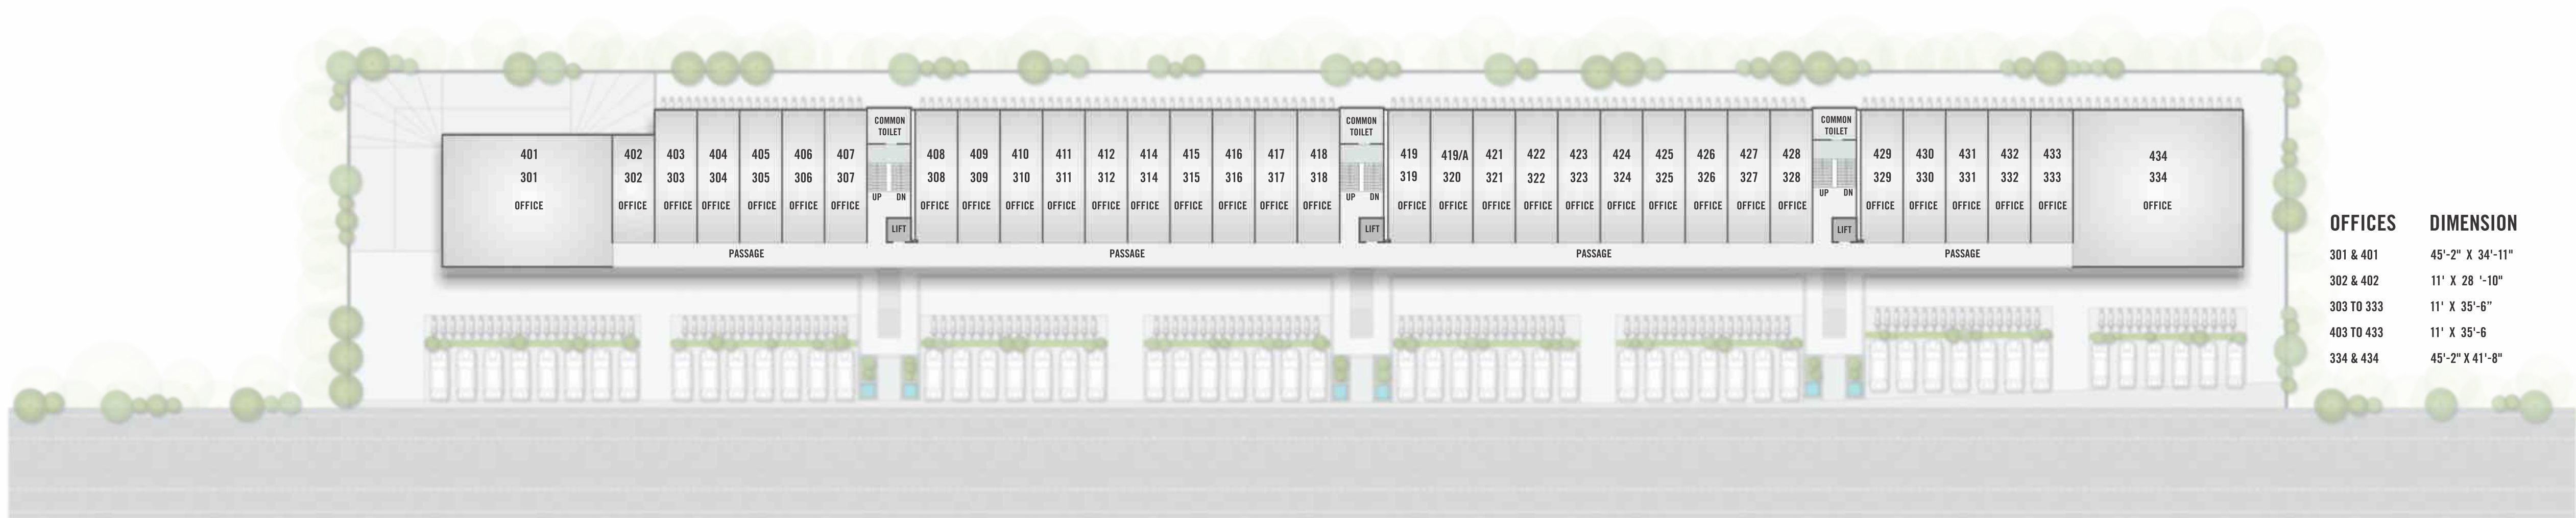 COMMON
TOILET
COMMON
TOILET
COMMON
TOILET
401 402 403 404 405 406 407 408 409 410 411 412 414 415 416 417 418 419 419/A 421 422 423 424 425 426 427 428 429 430 431 432 433 434
301 302 303 304 305 306 307 308 309 310 311 312 314 315 316 317 318 319 320 321 322 323 324 325 326 327 328 329 330 331 332 333 334
UP DN UP DN UP DN
OFFICE OFFICE OFFICE OFFICE OFFICE OFFICE OFFICE OFFICE OFFICE OFFICE OFFICE OFFICE OFFICE OFFICE OFFICE OFFICE OFFICE OFFICE OFFICE OFFICE OFFICE OFFICE OFFICE OFFICE OFFICE OFFICE OFFICE OFFICE OFFICE OFFICE OFFICE OFFICE OFFICE
LIFT LIFT LIFT
PASSAGE PASSAGE PASSAGE PASSAGE
OFFICES DIMENSION
301 & 401 45'-2" X 34'-11"
302 & 402 11' X 28 '-10"
303 TO 333 11' X 35'-6”
403 TO 433 11' X 35'-6
334 & 434 45'-2" X 41'-8"